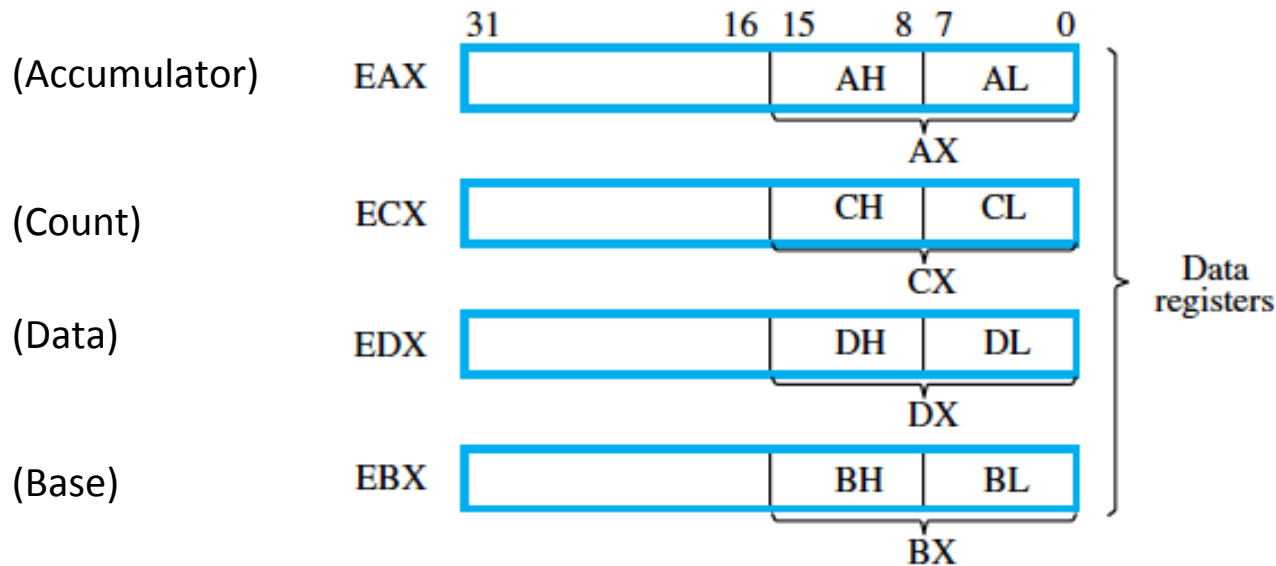 31 16 15 8 7 0
(Accumulator) EAX AH AL
AX
(Count) ECX CH CL
CX
Data
registers
(Data) EDX DH DL
DX
(Base) EBX BH BL
BX